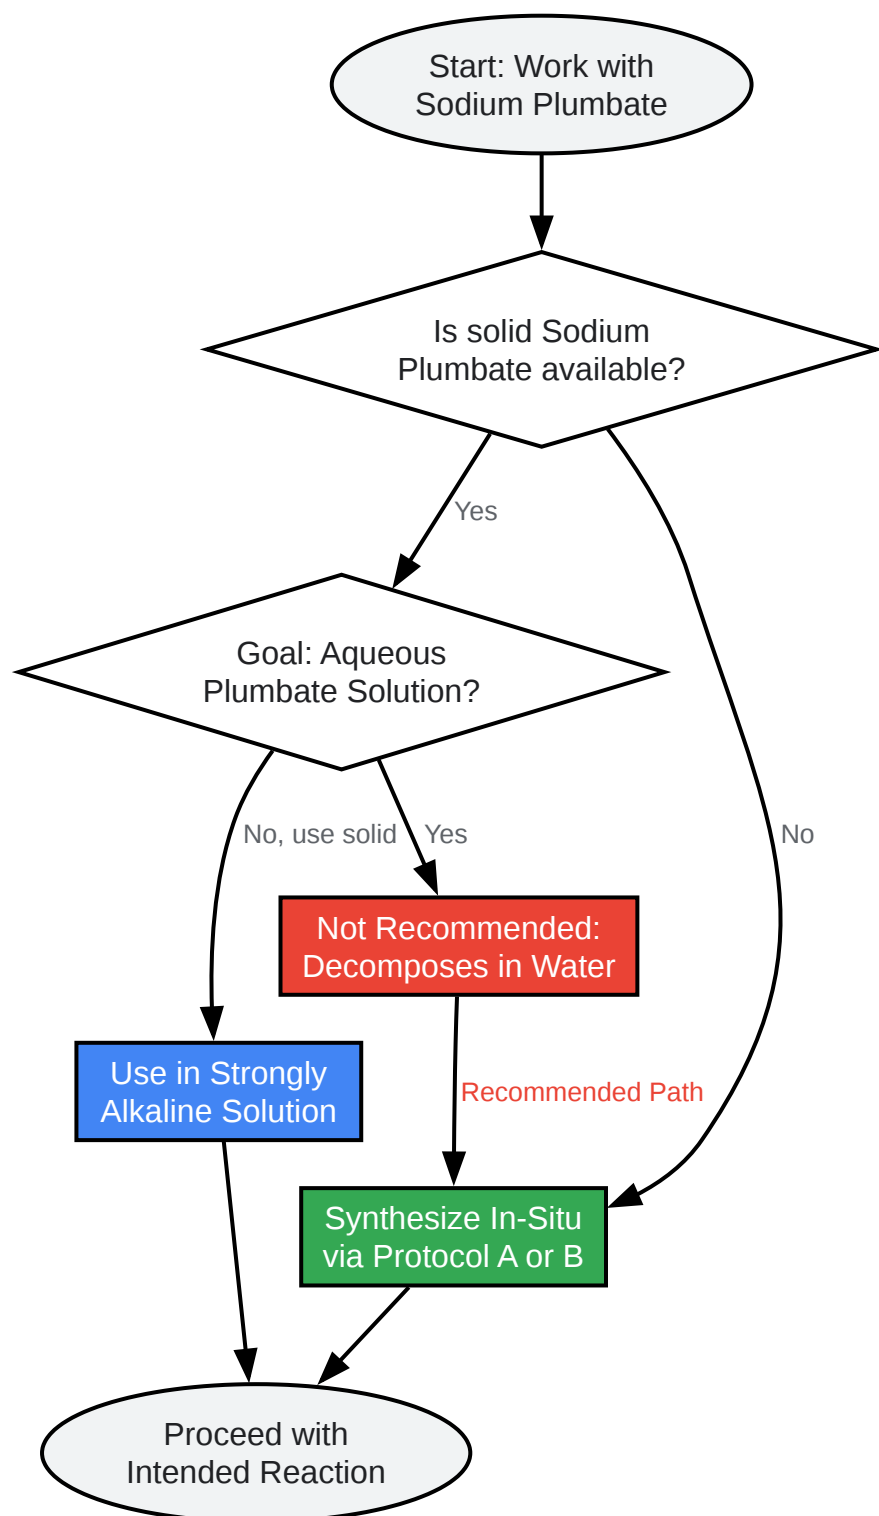 Start: Work with
Sodium Plumbate
Is solid Sodium
Plumbate available?
Yes
Goal: Aqueous
Plumbate Solution?
No, use solid
Yes
No
Not Recommended:
Decomposes in Water
Use in Strongly
Alkaline Solution
Recommended Path
Synthesize In-Situ
via Protocol A or B
Proceed with
Intended Reaction